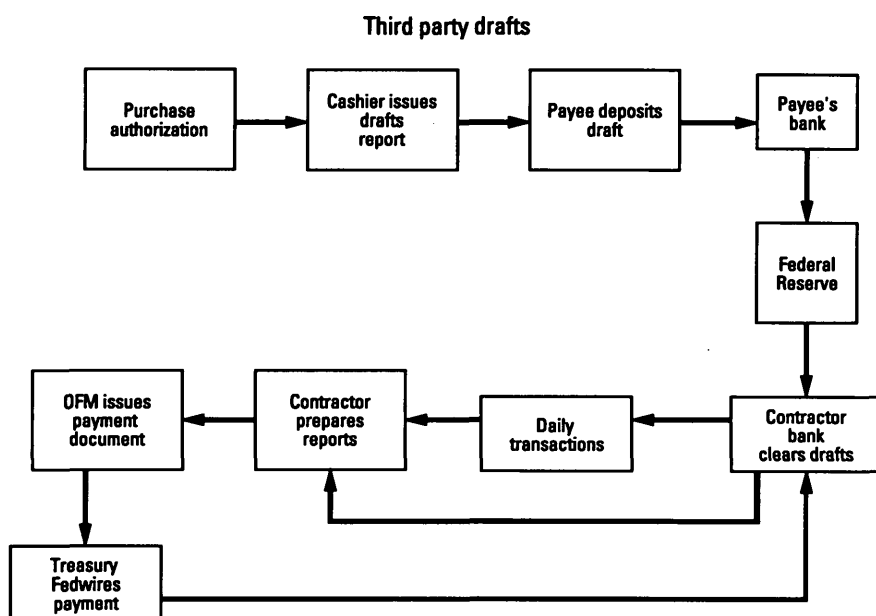 Third party drafts
Purchase
authorization
Cashier issues
drafts
report
Payee deposits
draft
Payee's
bank
Federal
Reserve
Contractor
bank
clears drafts
Daily
transactions
Contractor
prepares
reports
OFM issues
payment
document
Treasury
Fedwires
payment